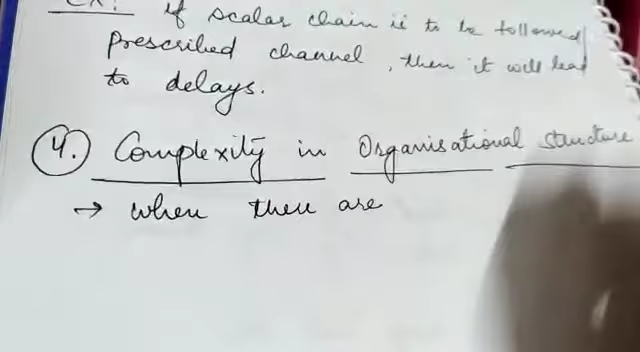 Ex: if scalar chain is to be followed
prescribed channel, then it will lead
to delays.
4. Complexity in Organisational structure
→ when there are